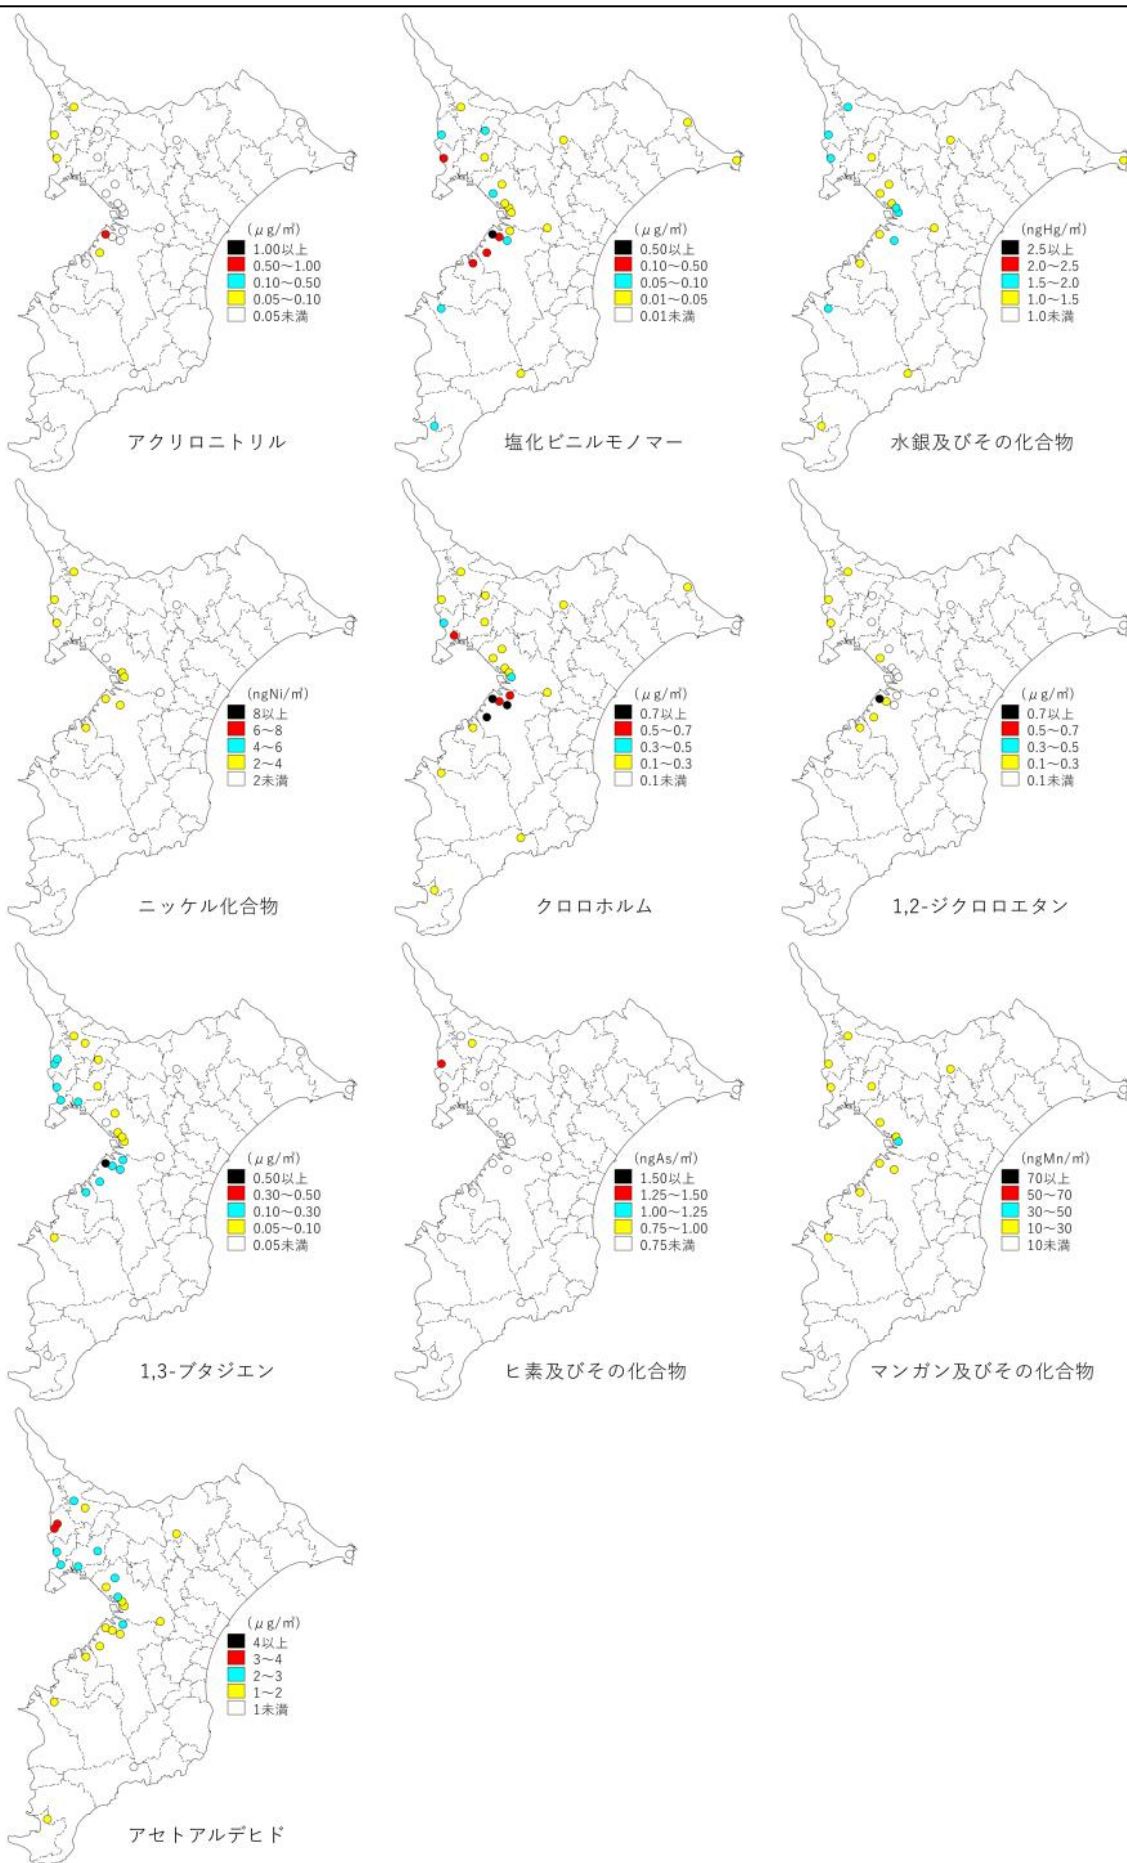 (μg/㎥)
1.00以上
0.50～1.00
0.10～0.50
0.05～0.10
0.05未満
アクリロニトリル
(μg/㎥)
0.50以上
0.10～0.50
0.05～0.10
0.01～0.05
0.01未満
塩化ビニルモノマー
(ngHg/㎥)
2.5以上
2.0～2.5
1.5～2.0
1.0～1.5
1.0未満
水銀及びその化合物
(ngNi/㎥)
8以上
6～8
4～6
2～4
2未満
ニッケル化合物
(μg/㎥)
0.7以上
0.5～0.7
0.3～0.5
0.1～0.3
0.1未満
クロロホルム
(μg/㎥)
0.7以上
0.5～0.7
0.3～0.5
0.1～0.3
0.1未満
1,2-ジクロロエタン
(μg/㎥)
0.50以上
0.30～0.50
0.10～0.30
0.05～0.10
0.05未満
1,3-ブタジエン
(ngAs/㎥)
1.50以上
1.25～1.50
1.00～1.25
0.75～1.00
0.75未満
ヒ素及びその化合物
(ngMn/㎥)
70以上
50～70
30～50
10～30
10未満
マンガン及びその化合物
(μg/㎥)
4以上
3～4
2～3
1～2
1未満
アセトアルデヒド